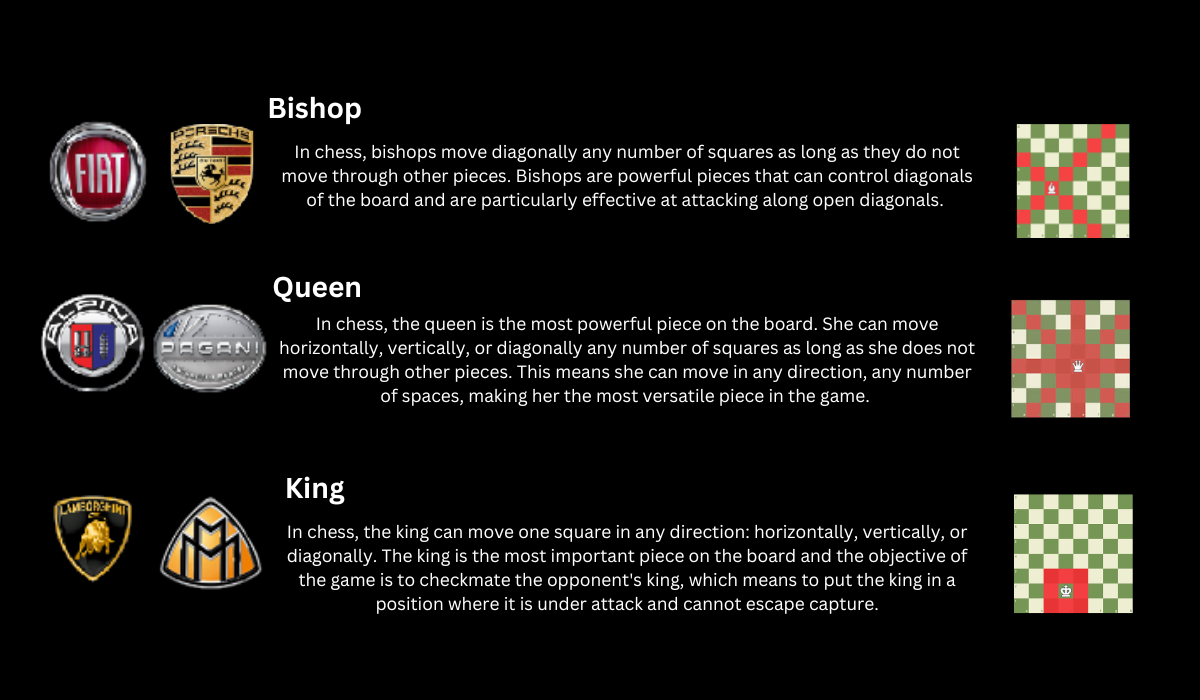 Bishop
FIAT
PORSCHE
In chess, bishops move diagonally any number of squares as long as they do not
move through other pieces. Bishops are powerful pieces that can control diagonals
of the board and are particularly effective at attacking along open diagonals.
Queen
ALPINA
PAGANI
In chess, the queen is the most powerful piece on the board. She can move
horizontally, vertically, or diagonally any number of squares as long as she does not
move through other pieces. This means she can move in any direction, any number
of spaces, making her the most versatile piece in the game.
King
LAMBORGHINI
In chess, the king can move one square in any direction: horizontally, vertically, or
diagonally. The king is the most important piece on the board and the objective of
the game is to checkmate the opponent's king, which means to put the king in a
position where it is under attack and cannot escape capture.